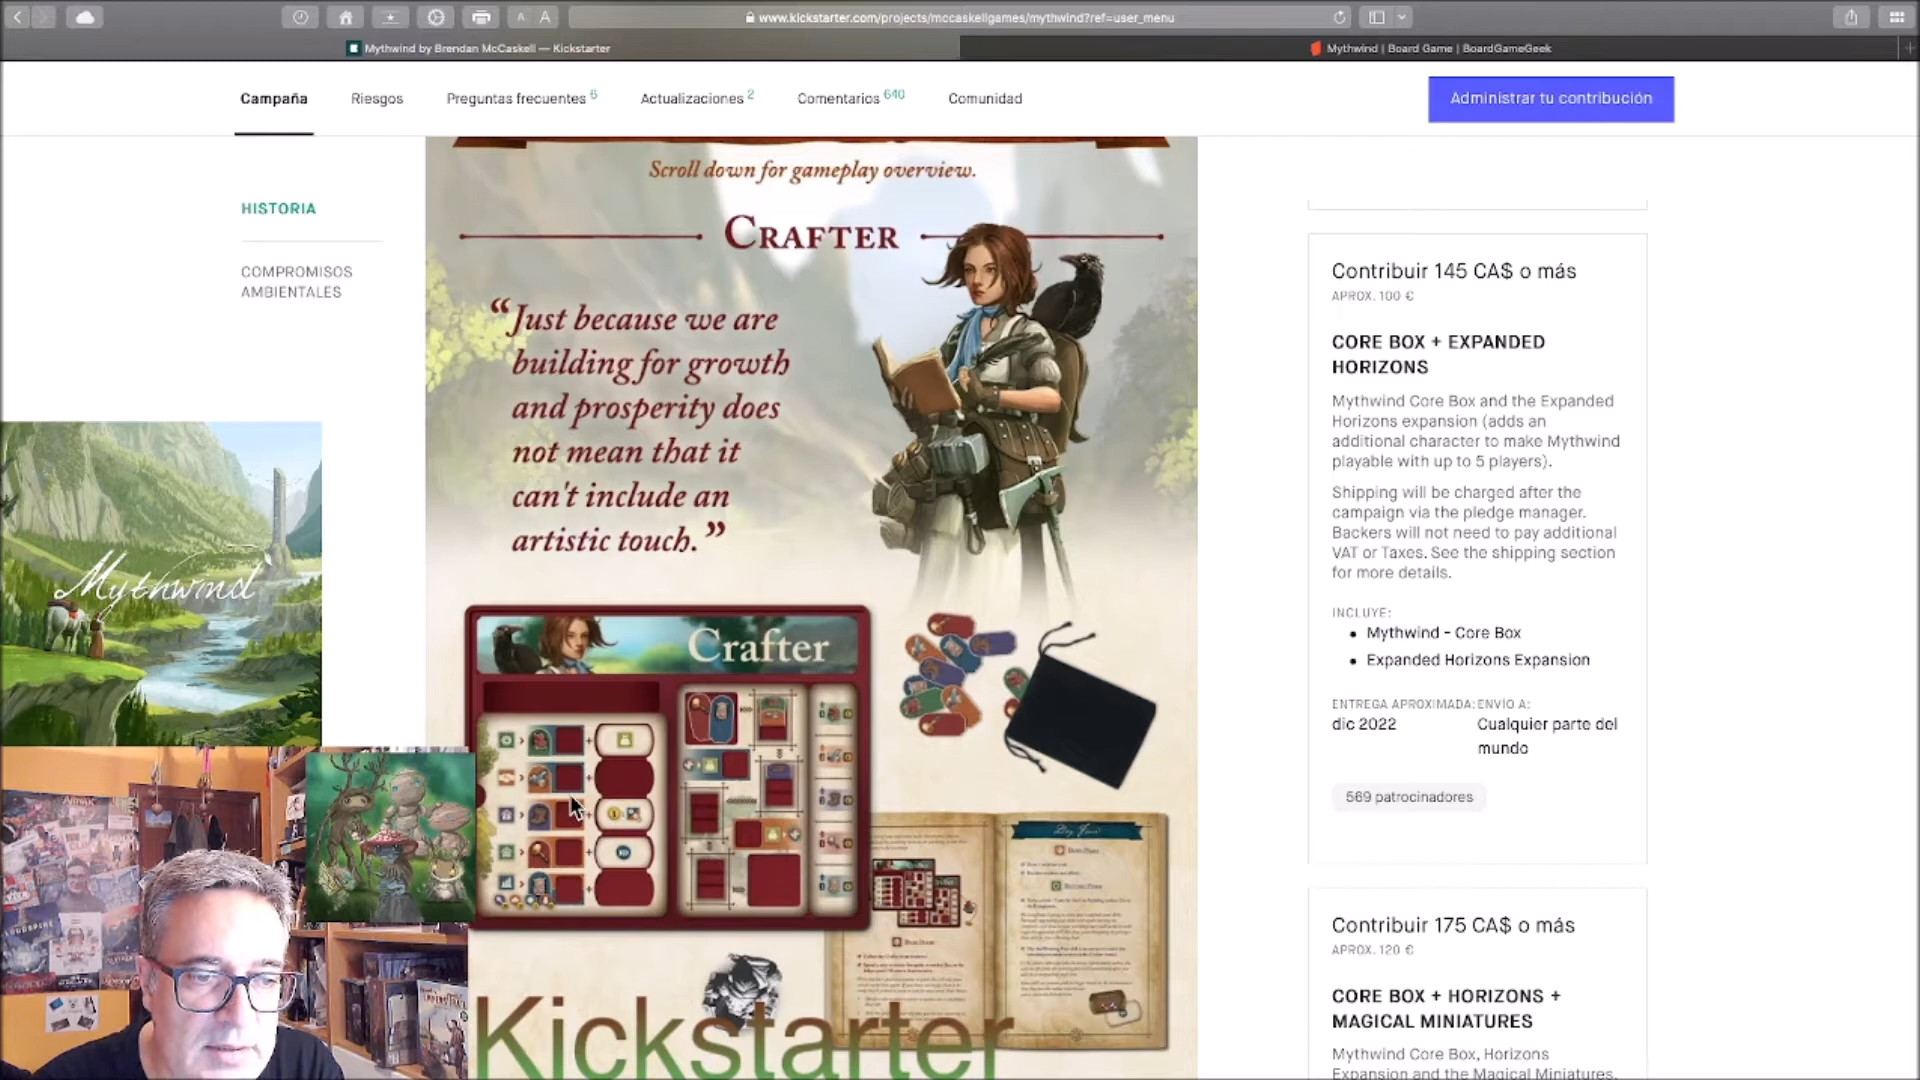 www.kickstarter.com/projects/mccaskellgames/mythwind?ref=user_menu
A A
Mythwind by Brendan McCaskell — Kickstarter
Mythwind | Board Game | BoardGameGeek
Campaña
Riesgos
Preguntas frecuentes 6
Actualizaciones 2
Comentarios 640
Comunidad
Administrar tu contribución
HISTORIA
COMPROMISOS
AMBIENTALES
Scroll down for gameplay overview.
CRAFTER
“Just because we are
building for growth
and prosperity does
not mean that it
can't include an
artistic touch.”
Crafter
Mythwind
Kickstarter
Contribuir 145 CA$ o más
APROX. 100 €
CORE BOX + EXPANDED
HORIZONS
Mythwind Core Box and the Expanded
Horizons expansion (adds an
additional character to make Mythwind
playable with up to 5 players).
Shipping will be charged after the
campaign via the pledge manager.
Backers will not need to pay additional
VAT or Taxes. See the shipping section
for more details.
INCLUYE:
• Mythwind - Core Box
• Expanded Horizons Expansion
ENTREGA APROXIMADA: ENVÍO A:
dic 2022 Cualquier parte del
mundo
569 patrocinadores
Contribuir 175 CA$ o más
APROX. 120 €
CORE BOX + HORIZONS +
MAGICAL MINIATURES
Mythwind Core Box, Horizons
Expansion and the Magical Miniatures.